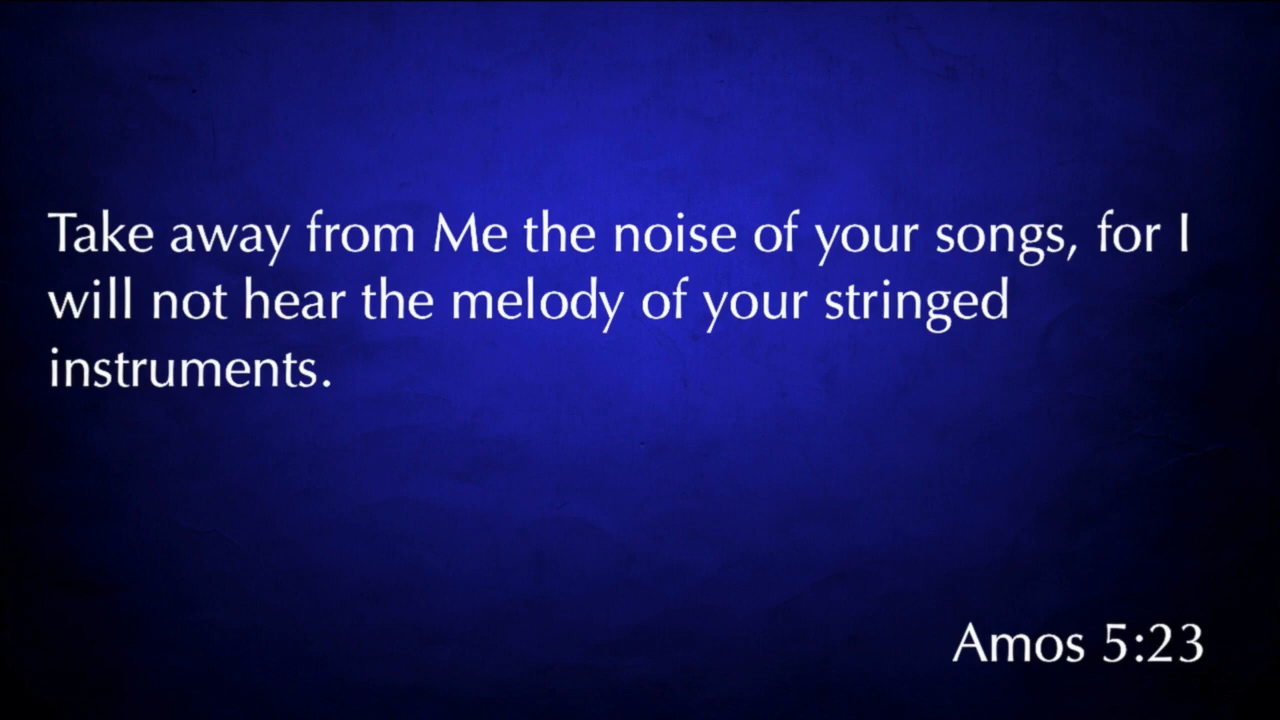 Take away from Me the noise of your songs, for I
will not hear the melody of your stringed
instruments.
Amos 5:23